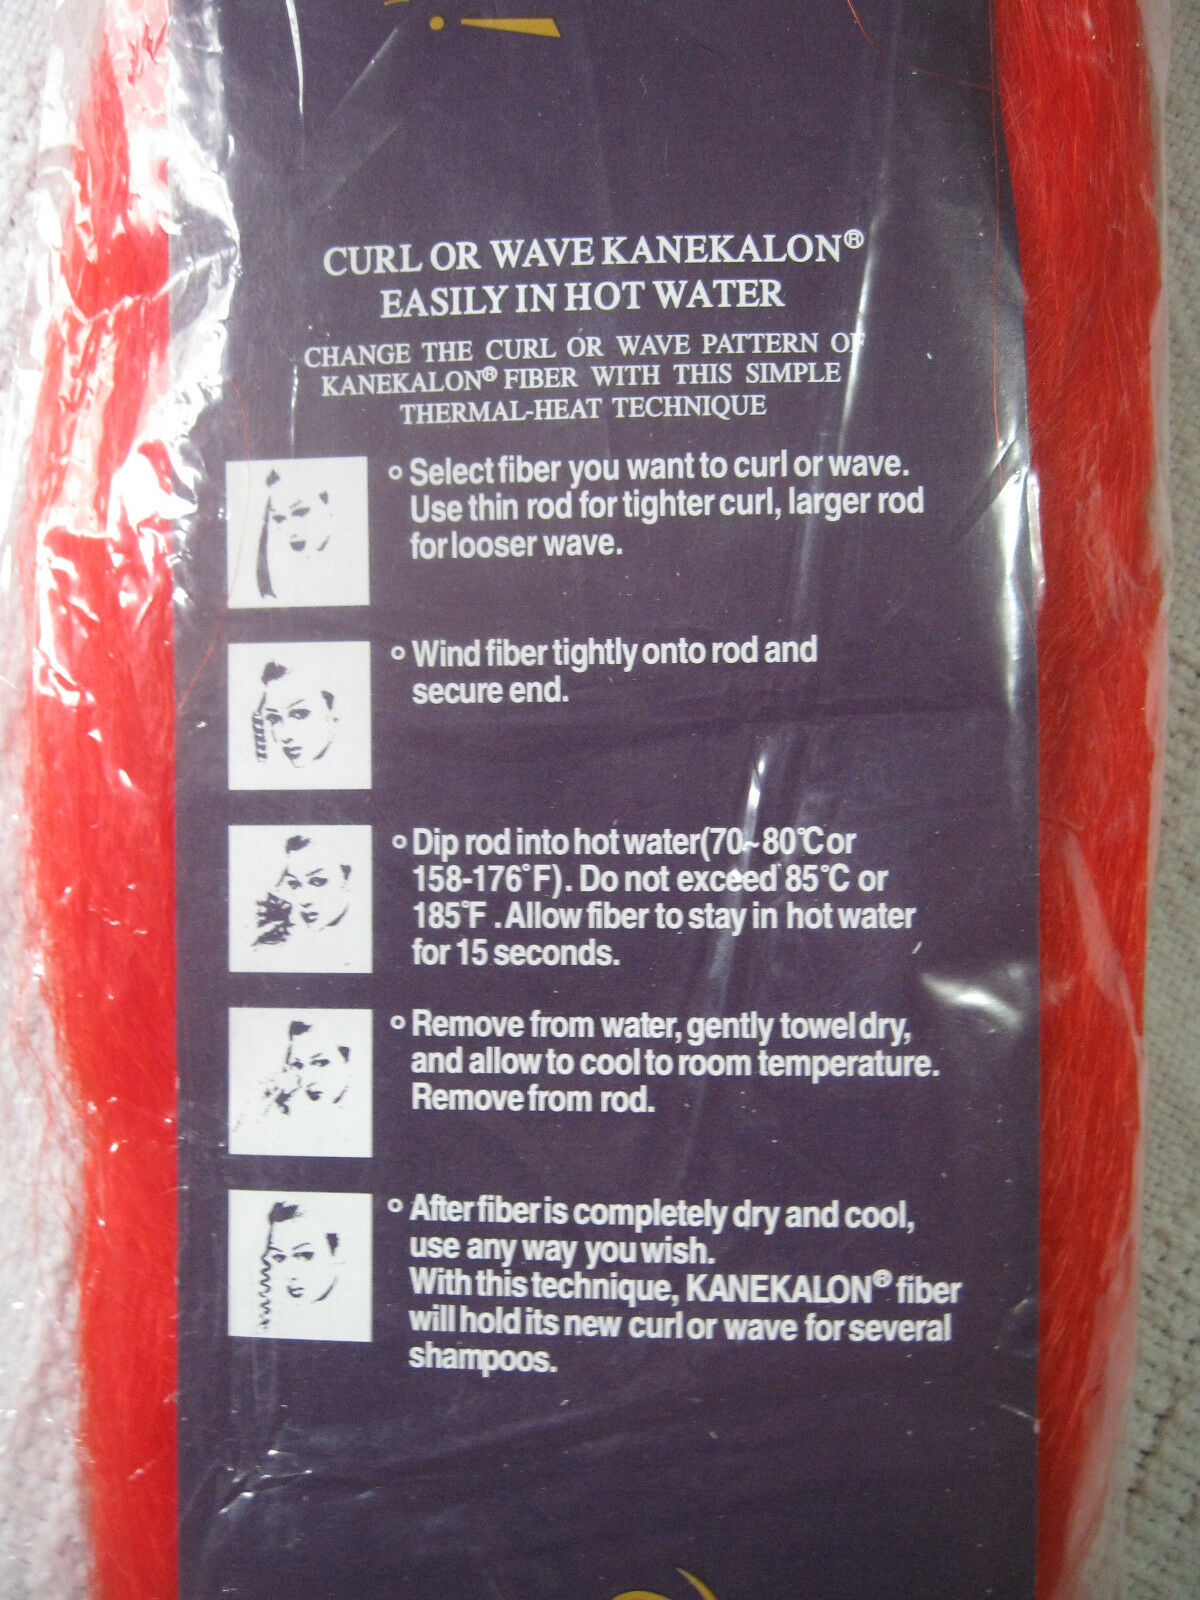 CURL OR WAVE KANEKALON®
EASILY IN HOT WATER
CHANGE THE CURL OR WAVE PATTERN OF
KANEKALON® FIBER WITH THIS SIMPLE
THERMAL-HEAT TECHNIQUE
° Select fiber you want to curl or wave.
Use thin rod for tighter curl, larger rod
for looser wave.
° Wind fiber tightly onto rod and
secure end.
° Dip rod into hot water(70~80°C or
158-176°F). Do not exceed 85°C or
185°F .Allow fiber to stay in hot water
for 15 seconds.
° Remove from water, gently towel dry,
and allow to cool to room temperature.
Remove from rod.
° After fiber is completely dry and cool,
use any way you wish.
With this technique, KANEKALON® fiber
will hold its new curl or wave for several
shampoos.